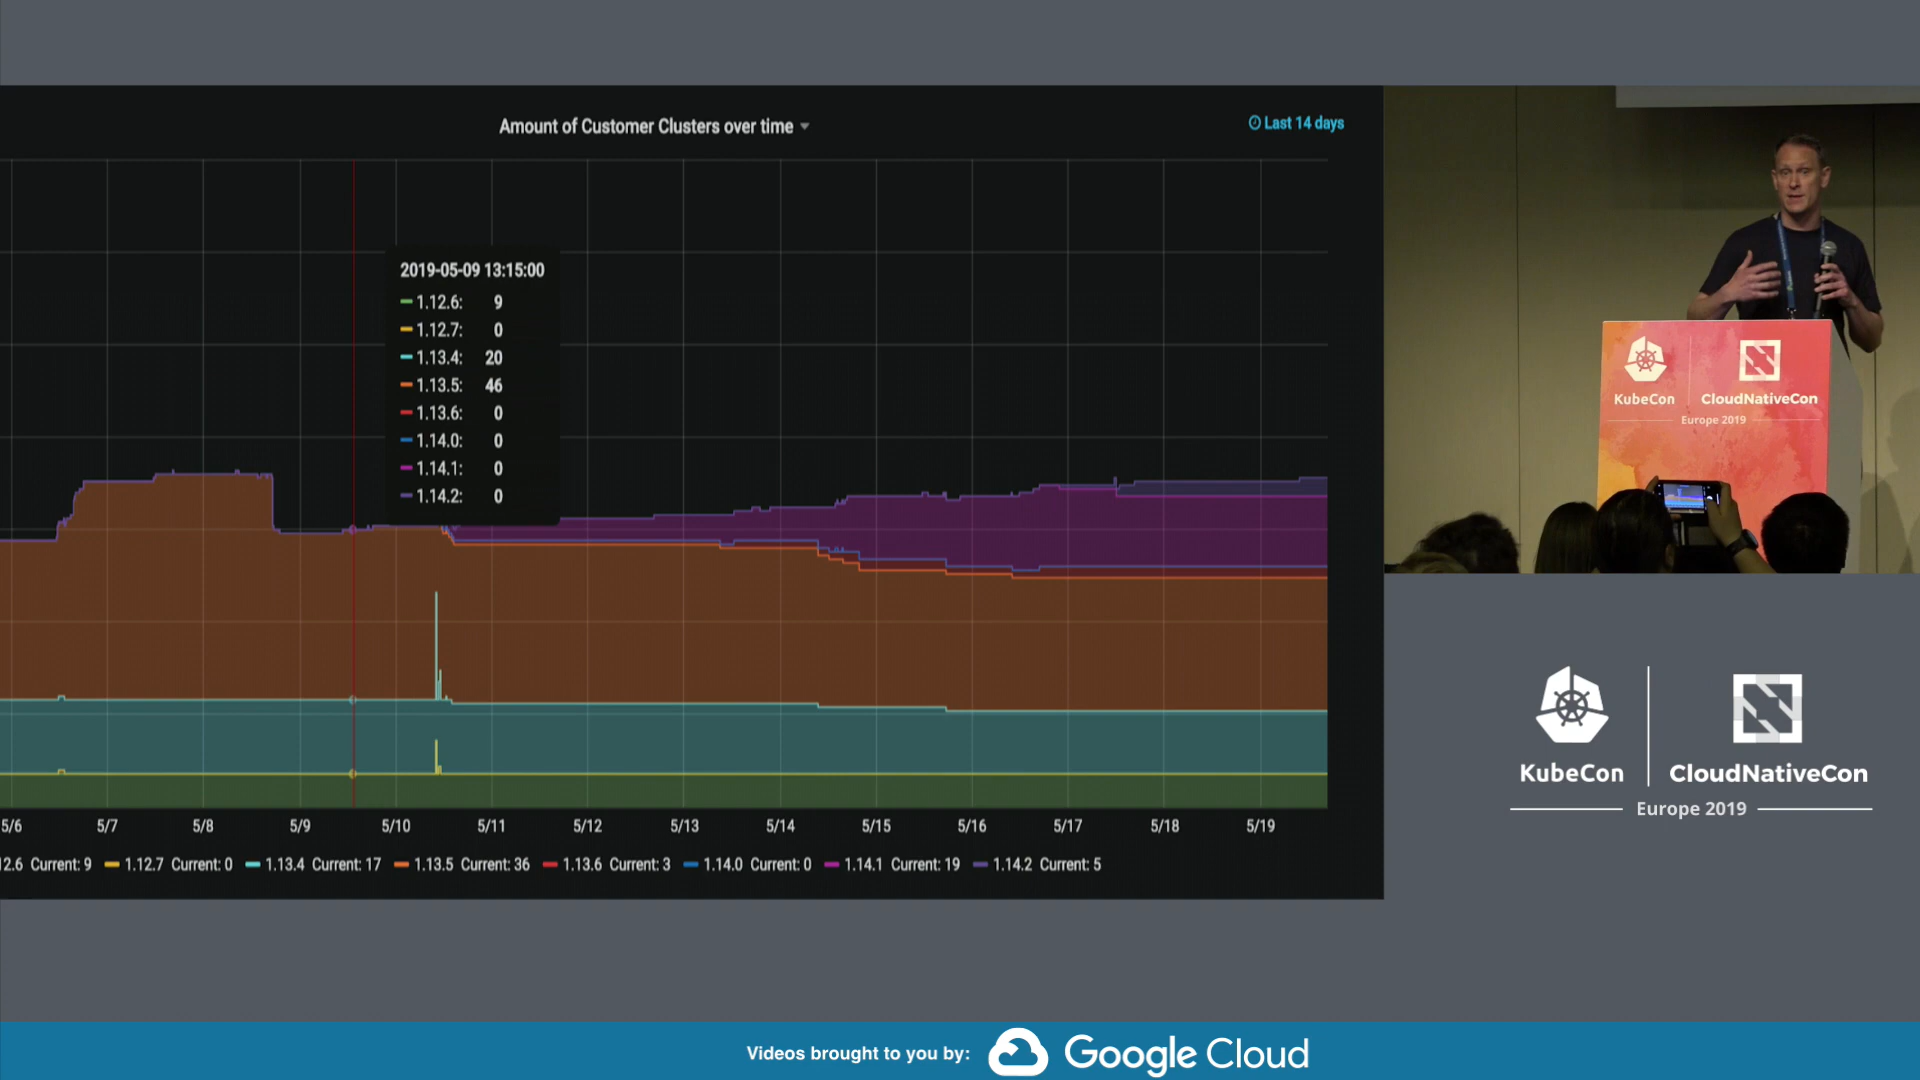 Amount of Customer Clusters over time
Last 14 days
2019-05-09 13:15:00
1.12.6: 9
1.12.7: 0
1.13.4: 20
1.13.5: 46
1.13.6: 0
1.14.0: 0
1.14.1: 0
1.14.2: 0
5/6 5/7 5/8 5/9 5/10 5/11 5/12 5/13 5/14 5/15 5/16 5/17 5/18 5/19
12.6 Current: 9 1.12.7 Current: 0 1.13.4 Current: 17 1.13.5 Current: 36 1.13.6 Current: 3 1.14.0 Current: 0 1.14.1 Current: 19 1.14.2 Current: 5
KubeCon CloudNativeCon
Europe 2019
KubeCon CloudNativeCon
Europe 2019
Videos brought to you by: Google Cloud